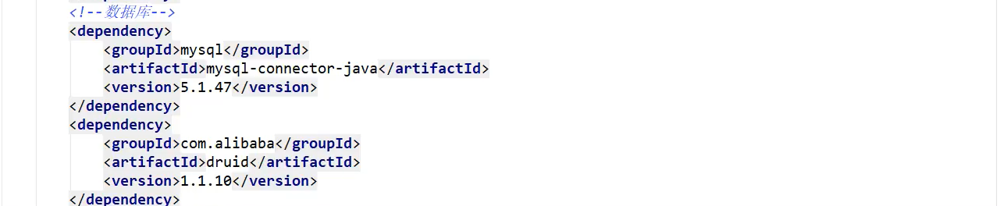 <!--数据库-->
<dependency>
<groupId>mysql</groupId>
<artifactId>mysql-connector-java</artifactId>
<version>5.1.47</version>
</dependency>
<dependency>
<groupId>com.alibaba</groupId>
<artifactId>druid</artifactId>
<version>1.1.10</version>
</dependency>